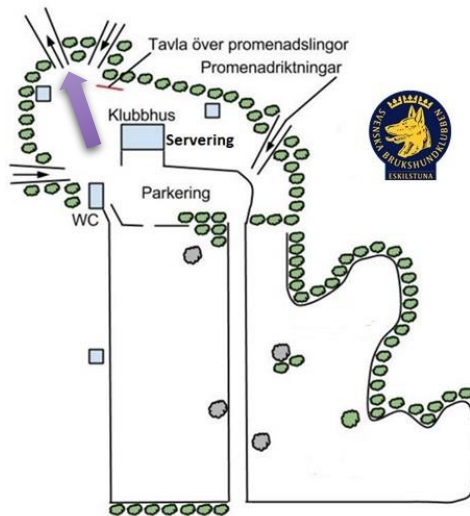 Tavla över promenadslingor
Promenadriktningar
Klubbhus
Servering
Parkering
WC
SVENSKA BRUKSHUNDKLUBBEN
ESKILSTUNA